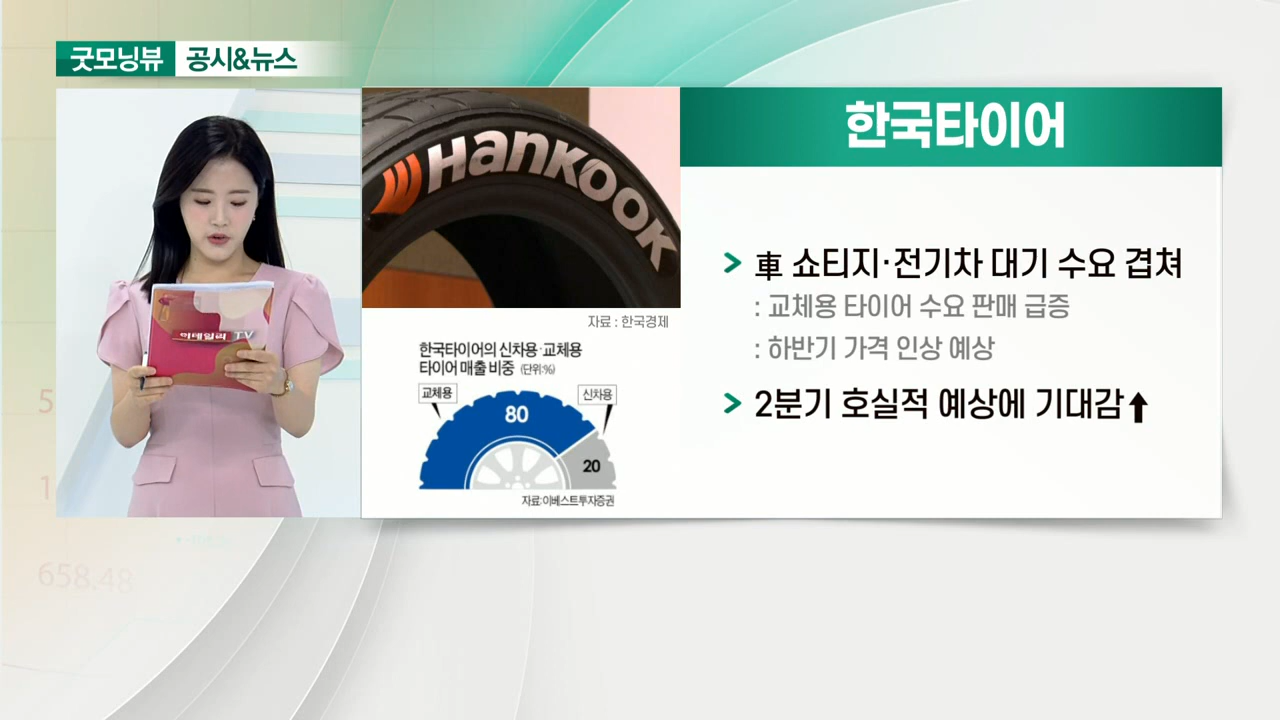 굿모닝뷰 공시&뉴스
한국타이어
Hankook
자료 : 한국경제
車 쇼티지·전기차 대기 수요 겹쳐
: 교체용 타이어 수요 판매 급증
: 하반기 가격 인상 예상
2분기 호실적 예상에 기대감↑
한국타이어의 신차용·교체용
타이어 매출 비중 (단위:%)
교체용
신차용
80
20
자료:이베스트투자증권
이데일리 TV
5
1
658.48